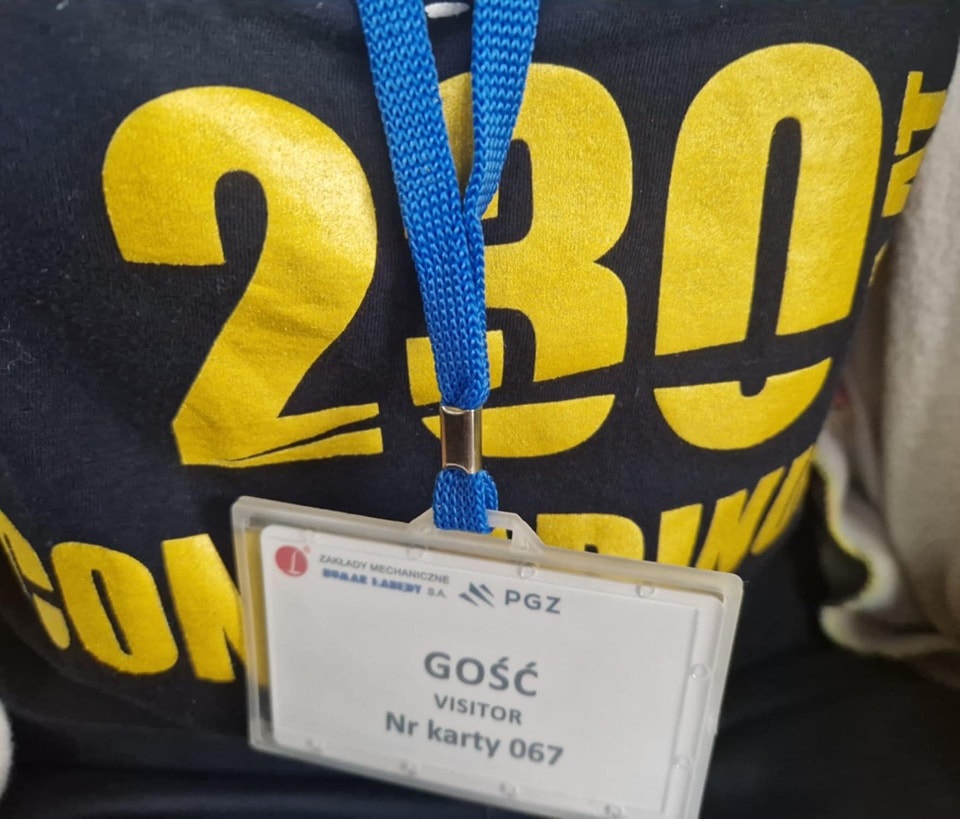 230
ZAKŁADY MECHANICZNE
BUMAR ŁABĘDY S.A.
PGZ
GOŚĆ
VISITOR
Nr karty 067